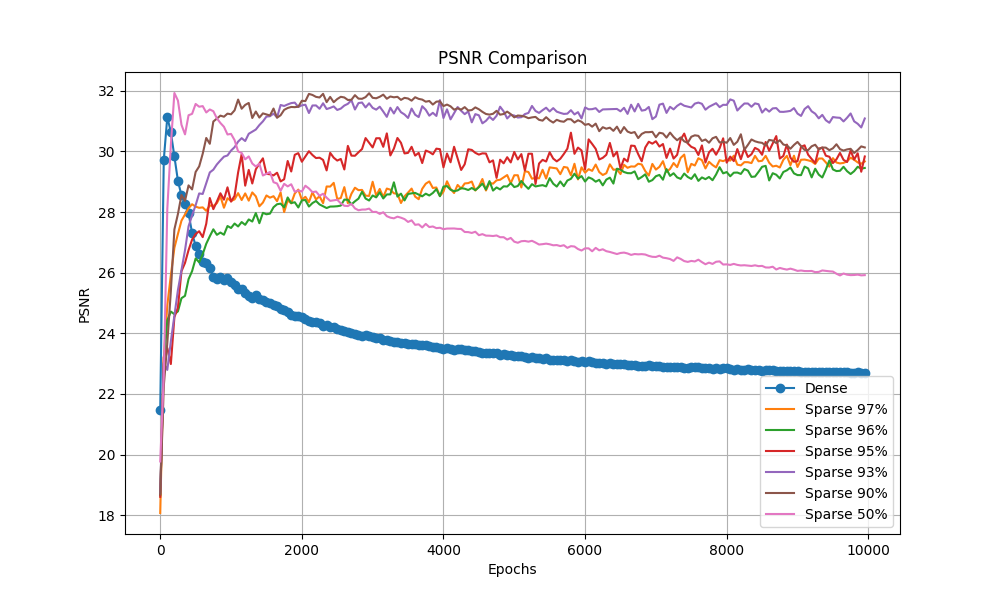 PSNR Comparison
PSNR
32
30
28
26
24
22
20
18
0 2000 4000 6000 8000 10000
Epochs
Dense
Sparse 97%
Sparse 96%
Sparse 95%
Sparse 93%
Sparse 90%
Sparse 50%